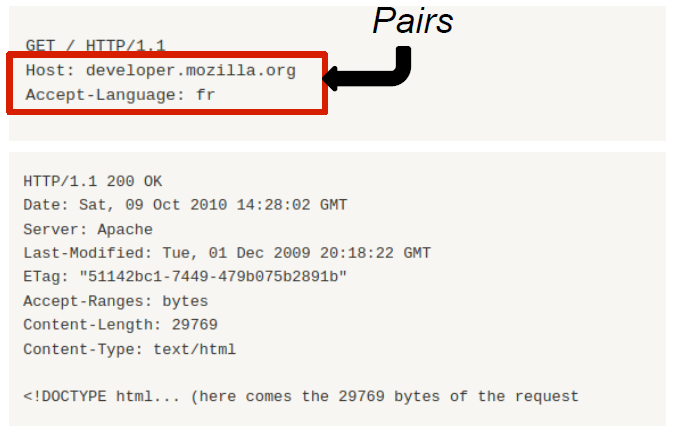 Pairs
GET / HTTP/1.1
Host: developer.mozilla.org
Accept-Language: fr
HTTP/1.1 200 OK
Date: Sat, 09 Oct 2010 14:28:02 GMT
Server: Apache
Last-Modified: Tue, 01 Dec 2009 20:18:22 GMT
ETag: "51142bc1-7449-479b075b2891b"
Accept-Ranges: bytes
Content-Length: 29769
Content-Type: text/html
<!DOCTYPE html... (here comes the 29769 bytes of the request